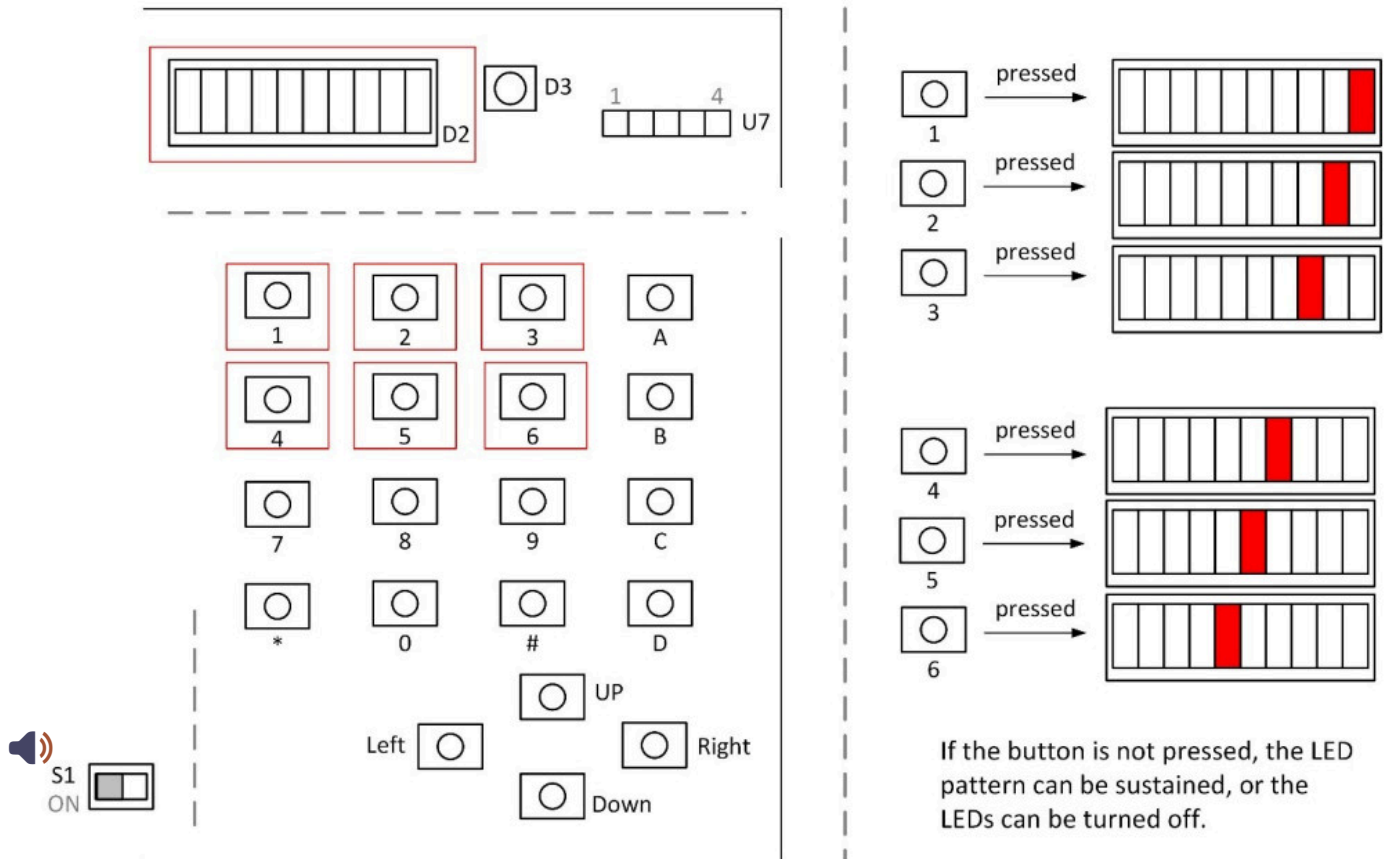 D2
D3
1 4
U7
1 2 3 A
4 5 6 B
7 8 9 C
* 0 # D
UP
Left Right
Down
S1
ON
pressed
1
pressed
2
pressed
3
pressed
4
pressed
5
pressed
6
If the button is not pressed, the LED
pattern can be sustained, or the
LEDs can be turned off.